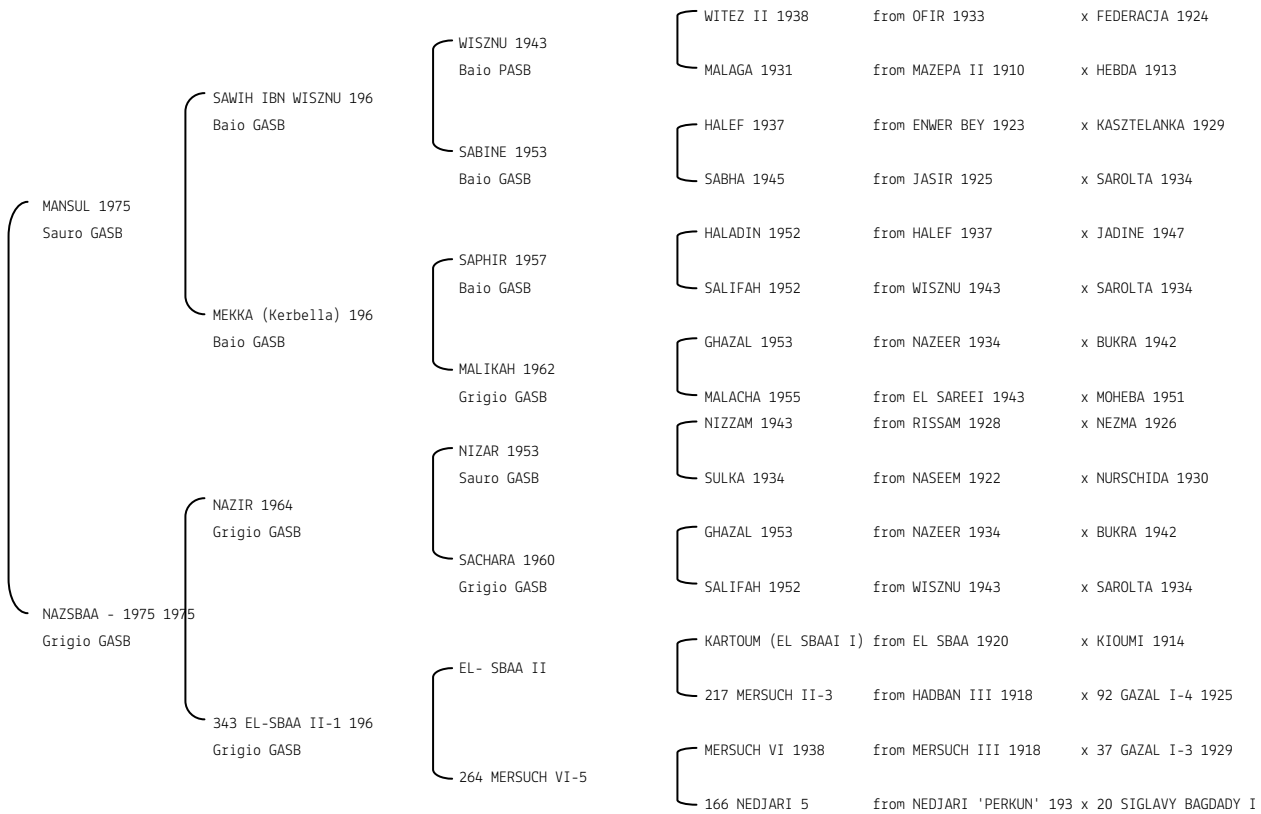 WITEZ II 1938 from OFIR 1933 x FEDERACJA 1924
WISZNU 1943
Baio PASB
MALAGA 1931 from MAZEPA II 1910 x HEBDA 1913
SAWIH IBN WISZNU 196
Baio GASB
HALEF 1937 from ENWER BEY 1923 x KASZTELANKA 1929
SABINE 1953
Baio GASB
SABHA 1945 from JASIR 1925 x SAROLTA 1934
MANSUL 1975
Sauro GASB
HALADIN 1952 from HALEF 1937 x JADINE 1947
SAPHIR 1957
Baio GASB
SALIFAH 1952 from WISZNU 1943 x SAROLTA 1934
MEKKA (Kerbella) 196
Baio GASB
GHAZAL 1953 from NAZEER 1934 x BUKRA 1942
MALIKAH 1962
Grigio GASB
MALACHA 1955 from EL SAREEI 1943 x MOHEBA 1951
NIZZAM 1943 from RISSAM 1928 x NEZMA 1926
NIZAR 1953
Sauro GASB
SULKA 1934 from NASEEM 1922 x NURSCHIDA 1930
NAZIR 1964
Grigio GASB
GHAZAL 1953 from NAZEER 1934 x BUKRA 1942
SACHARA 1960
Grigio GASB
SALIFAH 1952 from WISZNU 1943 x SAROLTA 1934
NAZSBAA - 1975 1975
Grigio GASB
KARTOUM (EL SBAAI I) from EL SBAA 1920 x KIOUMI 1914
EL- SBAA II
217 MERSUCH II-3 from HADBAN III 1918 x 92 GAZAL I-4 1925
343 EL-SBAA II-1 196
Grigio GASB
MERSUCH VI 1938 from MERSUCH III 1918 x 37 GAZAL I-3 1929
264 MERSUCH VI-5
166 NEDJARI 5 from NEDJARI 'PERKUN' 193 x 20 SIGLAVY BAGDADY I